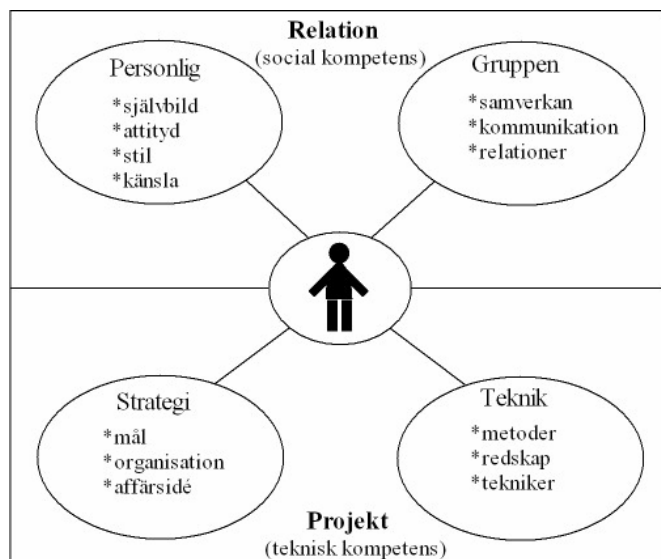 Relation
(social kompetens)
Personlig
*självbild
*attityd
*stil
*känsla
Gruppen
*samverkan
*kommunikation
*relationer
Strategi
*mål
*organisation
*affärsidé
Teknik
*metoder
*redskap
*tekniker
Projekt
(teknisk kompetens)